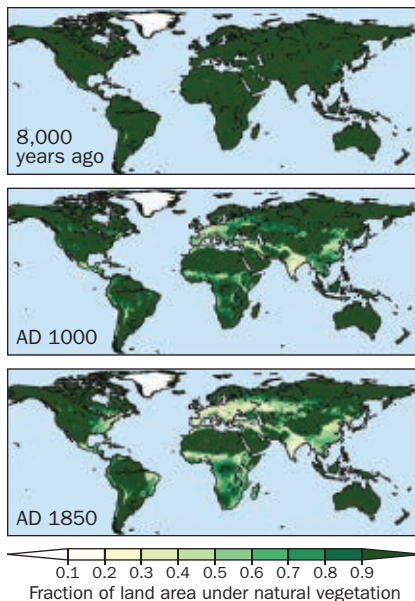 8,000
years ago
AD 1000
AD 1850
0.1 0.2 0.3 0.4 0.5 0.6 0.7 0.8 0.9
Fraction of land area under natural vegetation